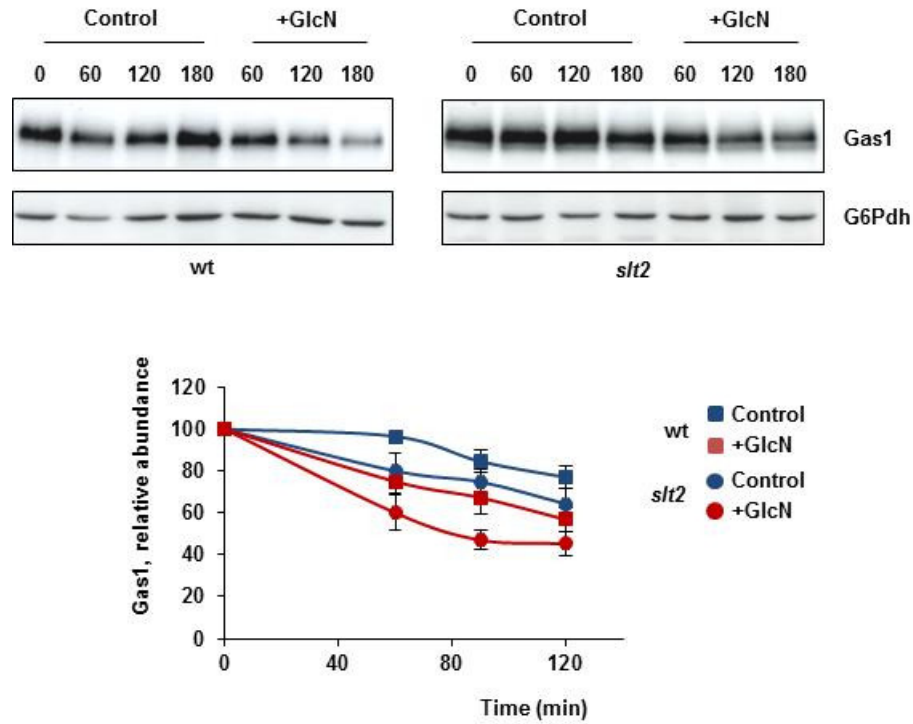 Control +GlcN Control +GlcN
0 60 120 180 60 120 180 0 60 120 180 60 120 180
Gas1
G6Pdh
wt slt2
Gas1, relative abundance
120
100
80
60
40
20
0
0 40 80 120
Time (min)
wt
Control
+GlcN
slt2
Control
+GlcN